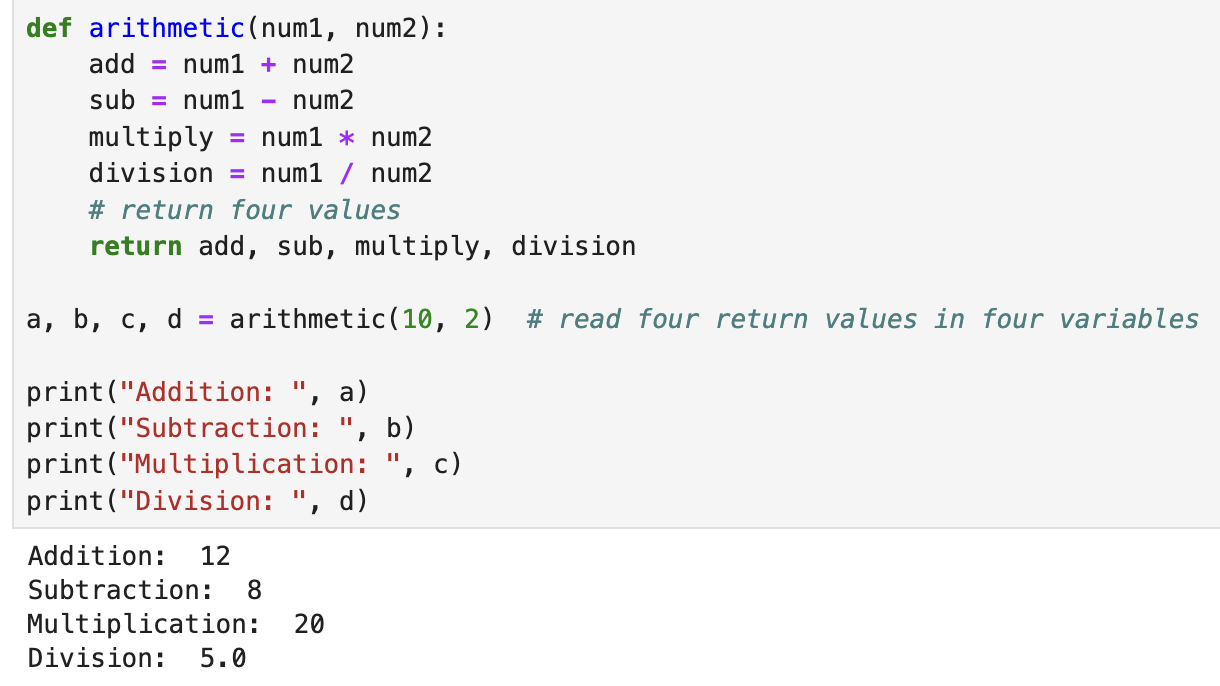 def arithmetic(num1, num2):
    add = num1 + num2
    sub = num1 - num2
    multiply = num1 * num2
    division = num1 / num2
    # return four values
    return add, sub, multiply, division

a, b, c, d = arithmetic(10, 2)  # read four return values in four variables

print("Addition: ", a)
print("Subtraction: ", b)
print("Multiplication: ", c)
print("Division: ", d)
Addition:  12
Subtraction:  8
Multiplication:  20
Division:  5.0